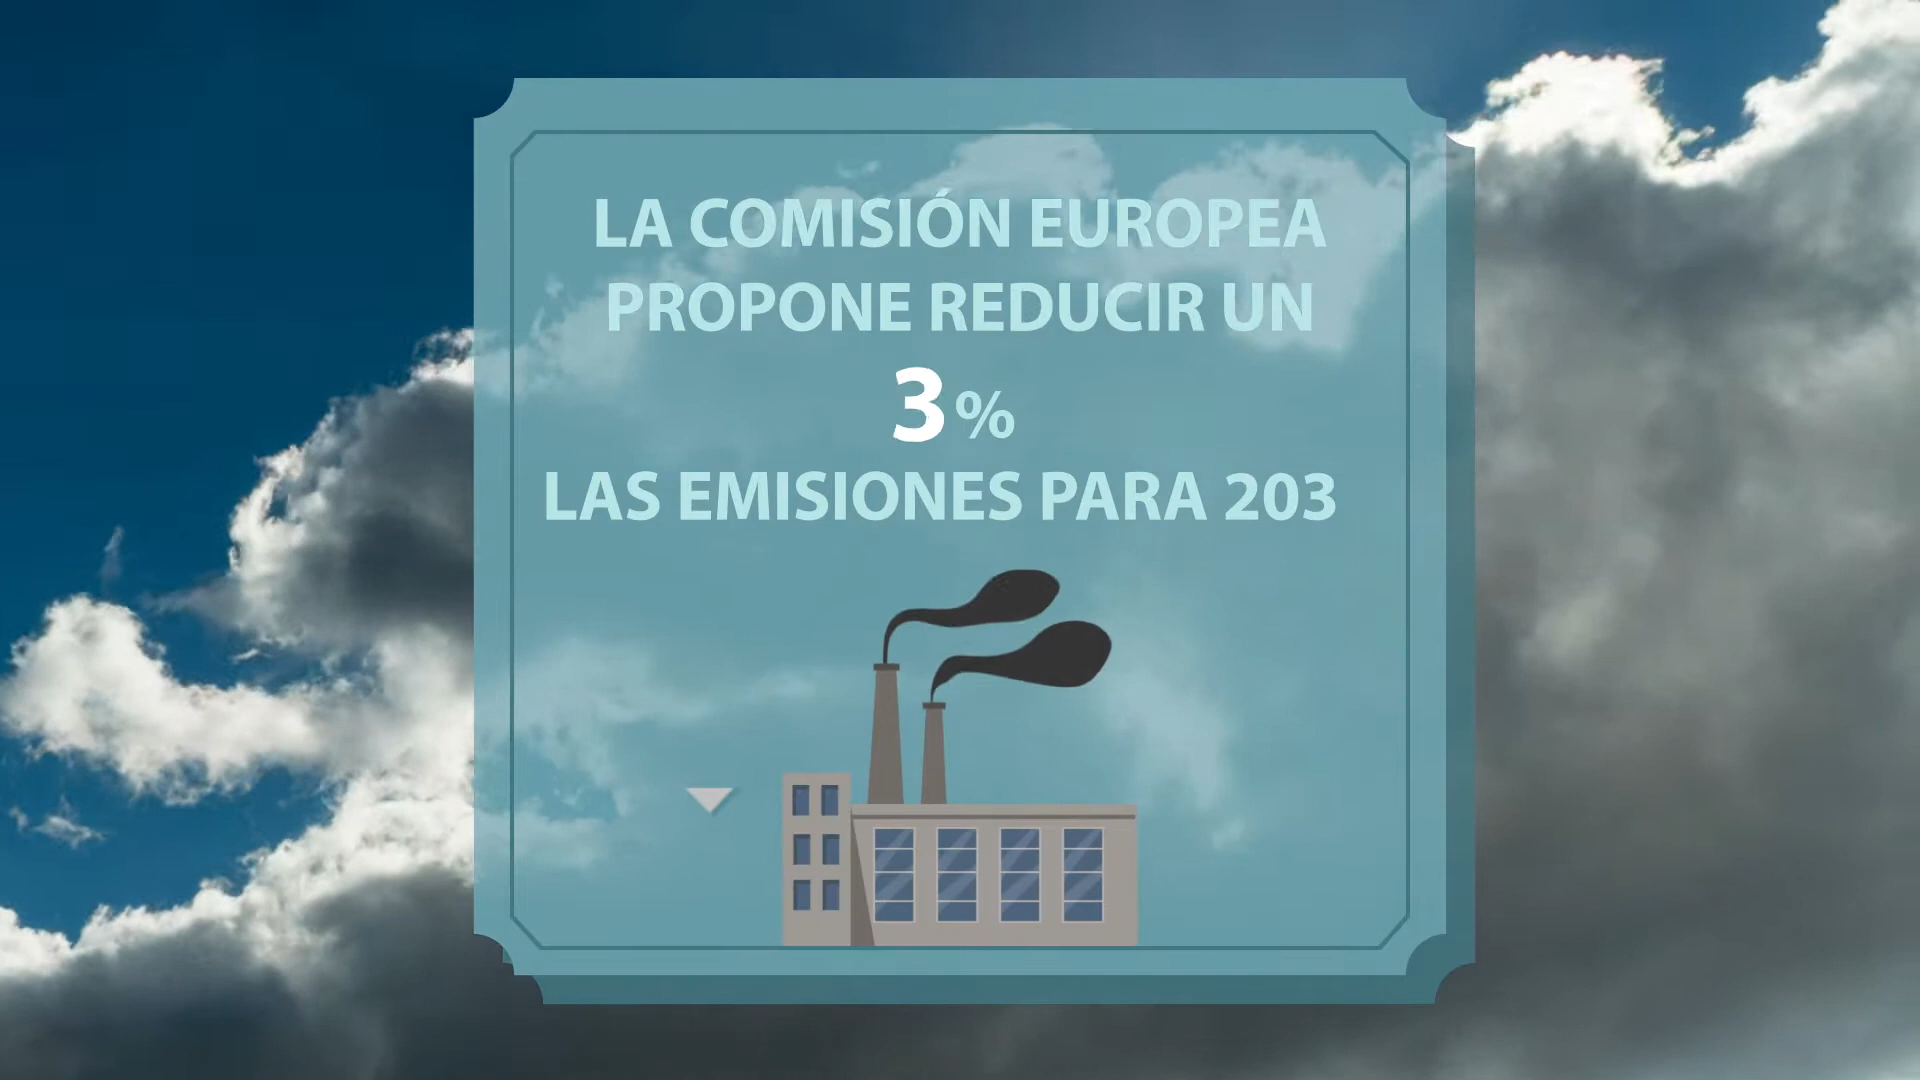 LA COMISIÓN EUROPEA
PROPONE REDUCIR UN
3 %
LAS EMISIONES PARA 203